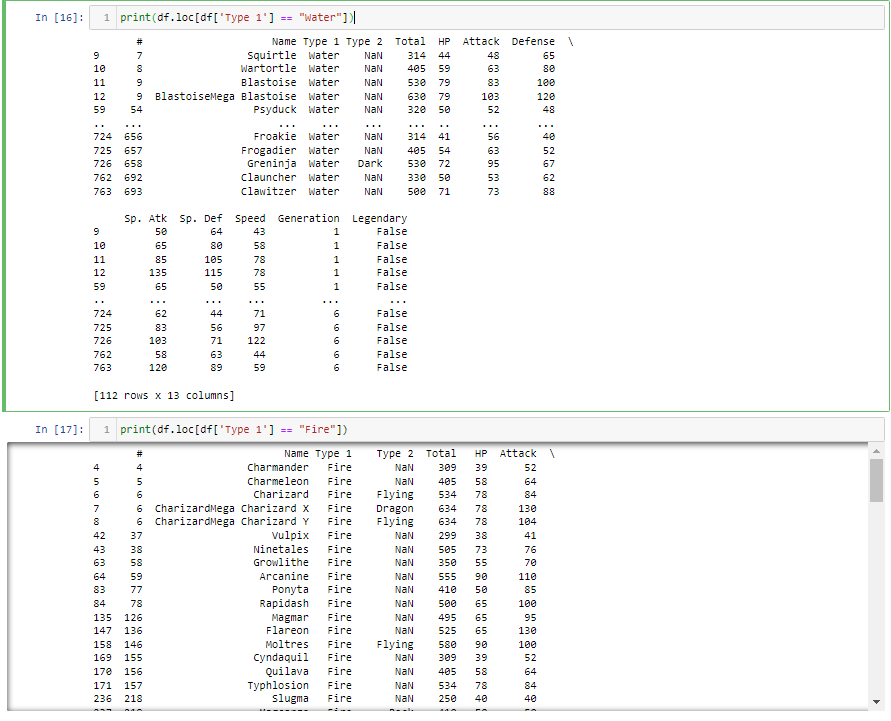 In [16]: 1 print(df.loc[df['Type 1'] == "Water"])
# Name Type 1 Type 2 Total HP Attack Defense \
9 7 Squirtle Water NaN 314 44 48 65
10 8 Wartortle Water NaN 405 59 63 80
11 9 Blastoise Water NaN 530 79 83 100
12 9 BlastoiseMega Blastoise Water NaN 630 79 103 120
59 54 Psyduck Water NaN 320 50 52 48
.. ... ... ... ... ... .. ... ...
724 656 Froakie Water NaN 314 41 56 40
725 657 Frogadier Water NaN 405 54 63 52
726 658 Greninja Water Dark 530 72 95 67
762 692 Clauncher Water NaN 330 50 53 62
763 693 Clawitzer Water NaN 500 71 73 88
Sp. Atk Sp. Def Speed Generation Legendary
9 50 64 43 1 False
10 65 80 58 1 False
11 85 105 78 1 False
12 135 115 78 1 False
59 65 50 55 1 False
.. ... ... ... ... ...
724 62 44 71 6 False
725 83 56 97 6 False
726 103 71 122 6 False
762 58 63 44 6 False
763 120 89 59 6 False
[112 rows x 13 columns]
In [17]: 1 print(df.loc[df['Type 1'] == "Fire"])
# Name Type 1 Type 2 Total HP Attack \
4 4 Charmander Fire NaN 309 39 52
5 5 Charmeleon Fire NaN 405 58 64
6 6 Charizard Fire Flying 534 78 84
7 6 CharizardMega Charizard X Fire Dragon 634 78 130
8 6 CharizardMega Charizard Y Fire Flying 634 78 104
42 37 Vulpix Fire NaN 299 38 41
43 38 Ninetales Fire NaN 505 73 76
63 58 Growlithe Fire NaN 350 55 70
64 59 Arcanine Fire NaN 555 90 110
83 77 Ponyta Fire NaN 410 50 85
84 78 Rapidash Fire NaN 500 65 100
135 126 Magmar Fire NaN 495 65 95
147 136 Flareon Fire NaN 525 65 130
158 146 Moltres Fire Flying 580 90 100
169 155 Cyndaquil Fire NaN 309 39 52
170 156 Quilava Fire NaN 405 58 64
171 157 Typhlosion Fire NaN 534 78 84
236 218 Slugma Fire NaN 250 40 40